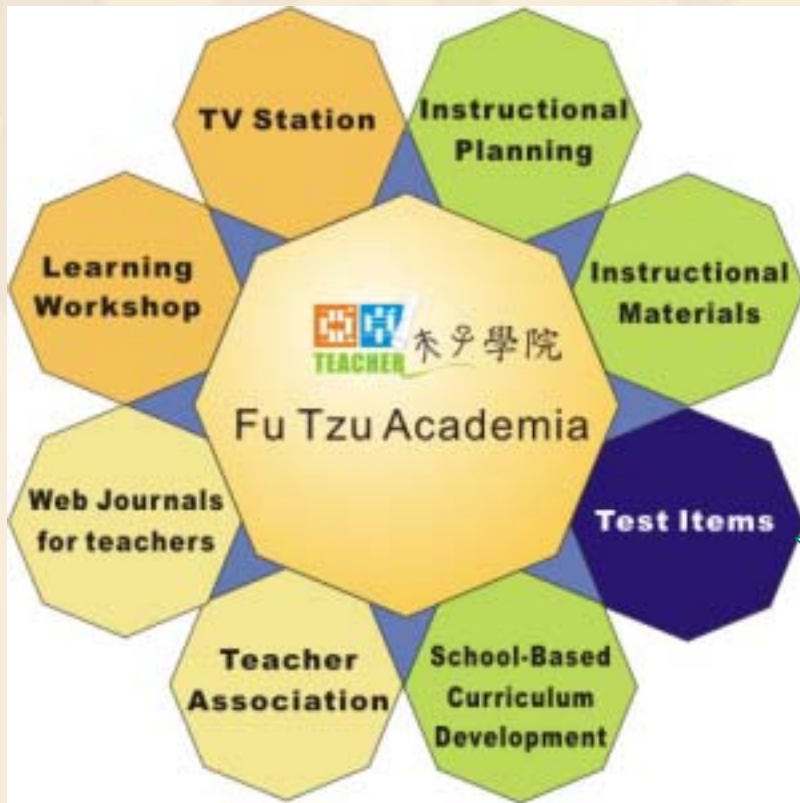 TV Station
Instructional
Planning
Learning
Workshop
Instructional
Materials
TEACHER
夫子學院
Fu Tzu Academia
Web Journals
for teachers
Test Items
Teacher
Association
School-Based
Curriculum
Development